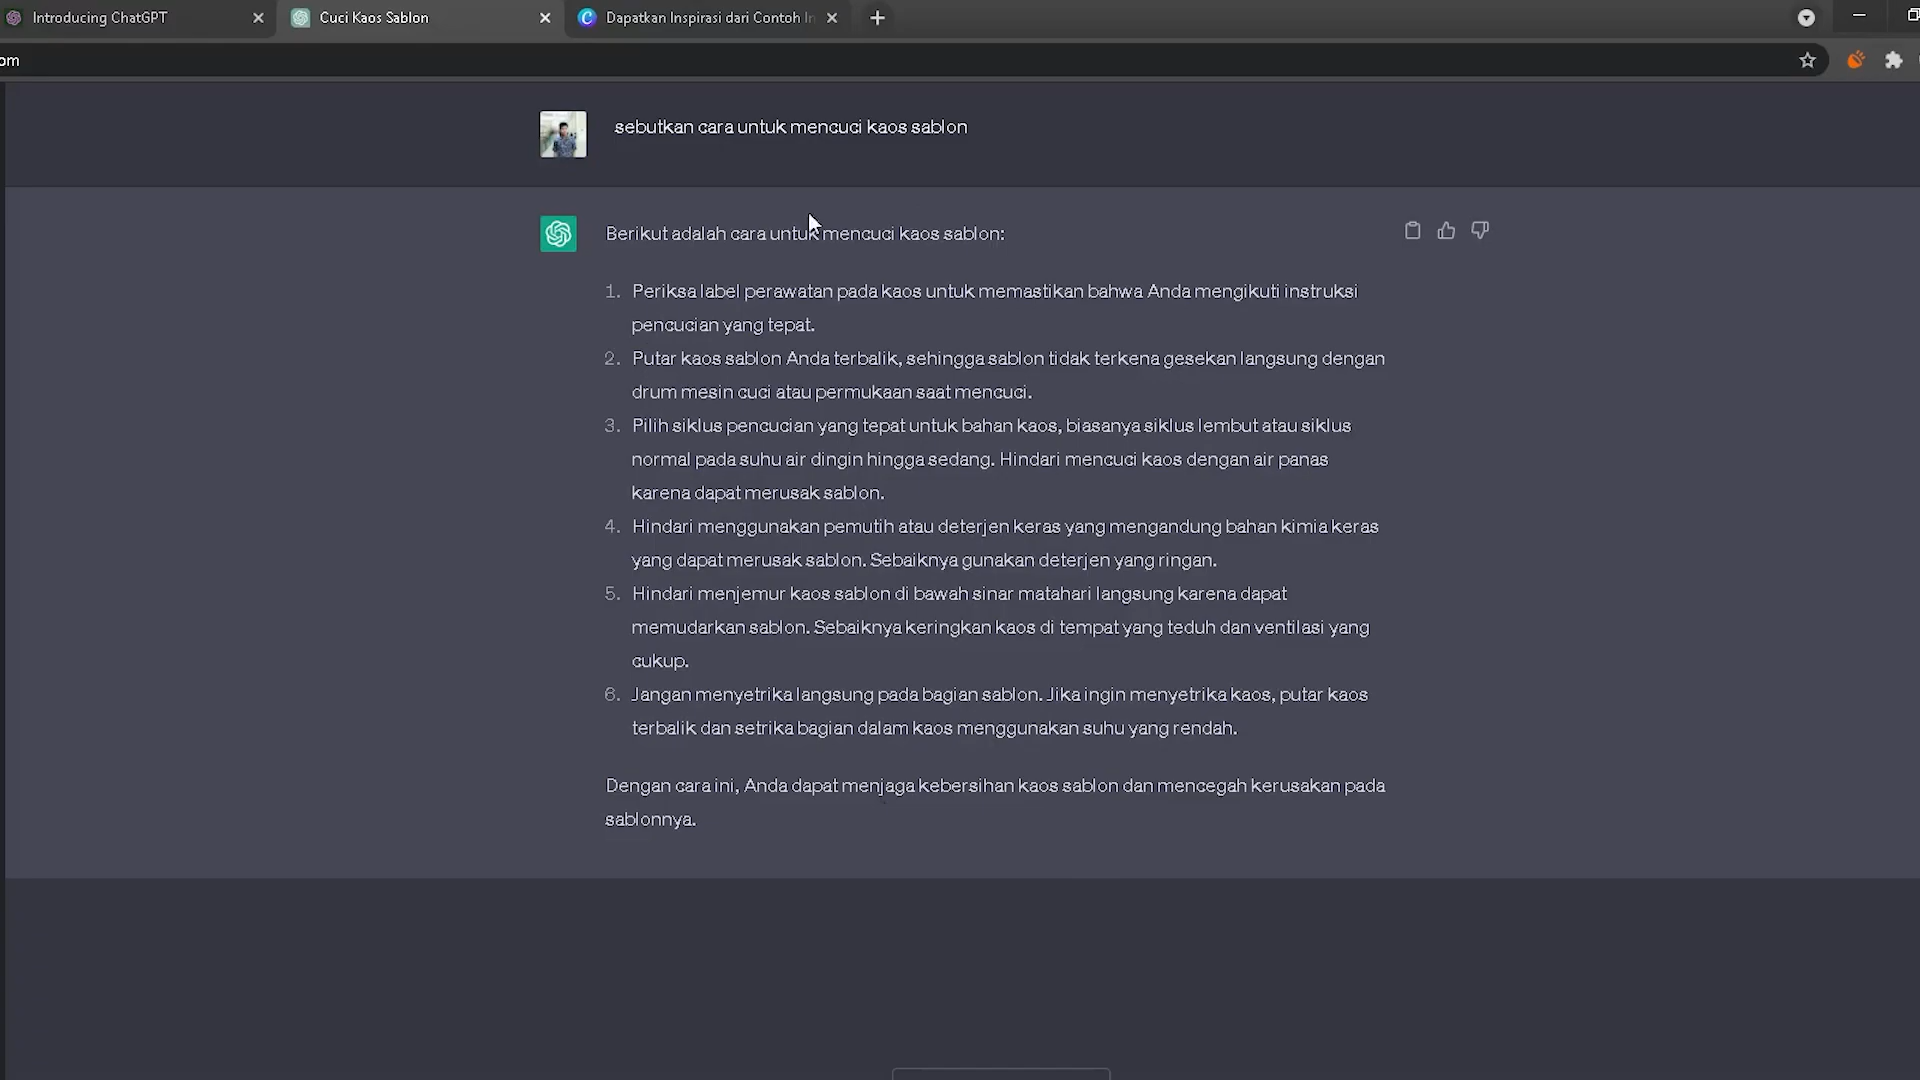 Introducing ChatGPT
Cuci Kaos Sablon
Dapatkan Inspirasi dari Contoh In
om
sebutkan cara untuk mencuci kaos sablon
Berikut adalah cara untuk mencuci kaos sablon:
1. Periksa label perawatan pada kaos untuk memastikan bahwa Anda mengikuti instruksi
pencucian yang tepat.
2. Putar kaos sablon Anda terbalik, sehingga sablon tidak terkena gesekan langsung dengan
drum mesin cuci atau permukaan saat mencuci.
3. Pilih siklus pencucian yang tepat untuk bahan kaos, biasanya siklus lembut atau siklus
normal pada suhu air dingin hingga sedang. Hindari mencuci kaos dengan air panas
karena dapat merusak sablon.
4. Hindari menggunakan pemutih atau deterjen keras yang mengandung bahan kimia keras
yang dapat merusak sablon. Sebaiknya gunakan deterjen yang ringan.
5. Hindari menjemur kaos sablon di bawah sinar matahari langsung karena dapat
memudarkan sablon. Sebaiknya keringkan kaos di tempat yang teduh dan ventilasi yang
cukup.
6. Jangan menyetrika langsung pada bagian sablon. Jika ingin menyetrika kaos, putar kaos
terbalik dan setrika bagian dalam kaos menggunakan suhu yang rendah.
Dengan cara ini, Anda dapat menjaga kebersihan kaos sablon dan mencegah kerusakan pada
sablonnya.